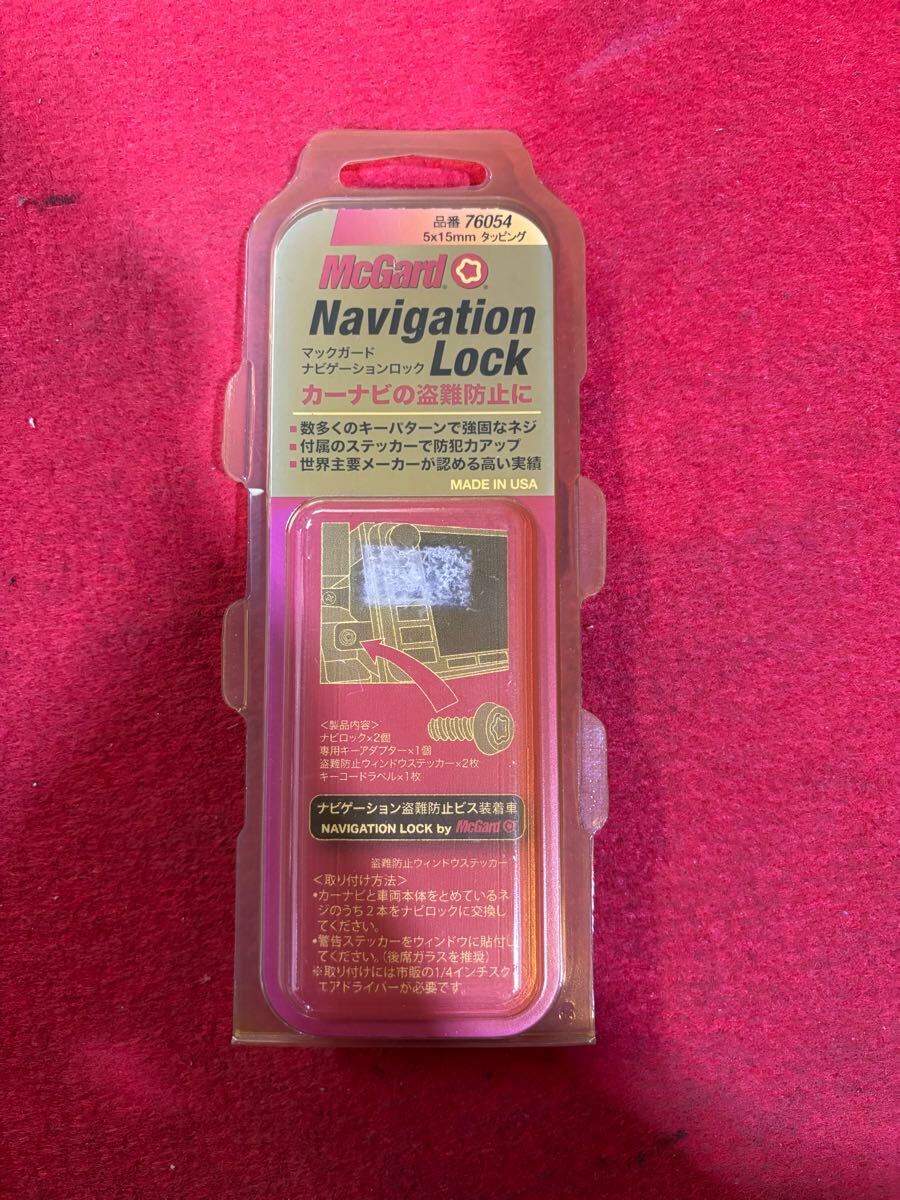 品番 76054
5x15mm タッピング
McGard
Navigation
マックガード
ナビゲーションロック
Lock
カーナビの盗難防止に
■数多くのキーパターンで強固なネジ
■付属のステッカーで防犯力アップ
■世界主要メーカーが認める高い実績
MADE IN USA
<製品内容>
ナビロック×2個
専用キーアダプター×1個
盗難防止ウィンドウステッカー×2枚
キーコードラベル×1枚
ナビゲーション盗難防止ビス装着車
NAVIGATION LOCK by McGard
盗難防止ウィンドウステッカー
<取り付け方法>
•カーナビと車両本体をとめているネ
ジのうち2本をナビロックに交換し
てください。
•警告ステッカーをウィンドウに貼付し
てください。(後席ガラスを推奨)
※取り付けには市販の1/4インチスク
エアドライバーが必要です。